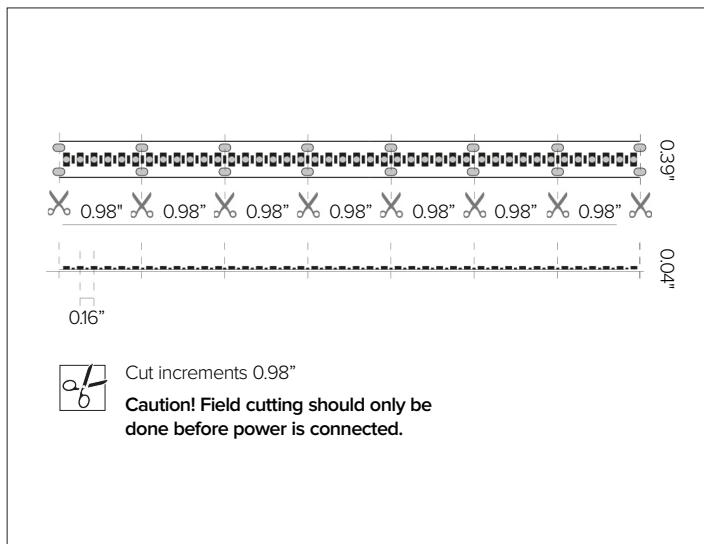 0.39"
0.98" 0.98” 0.98” 0.98” 0.98” 0.98” 0.98”
0.04"
0.16”
Cut increments 0.98”
Caution! Field cutting should only be
done before power is connected.